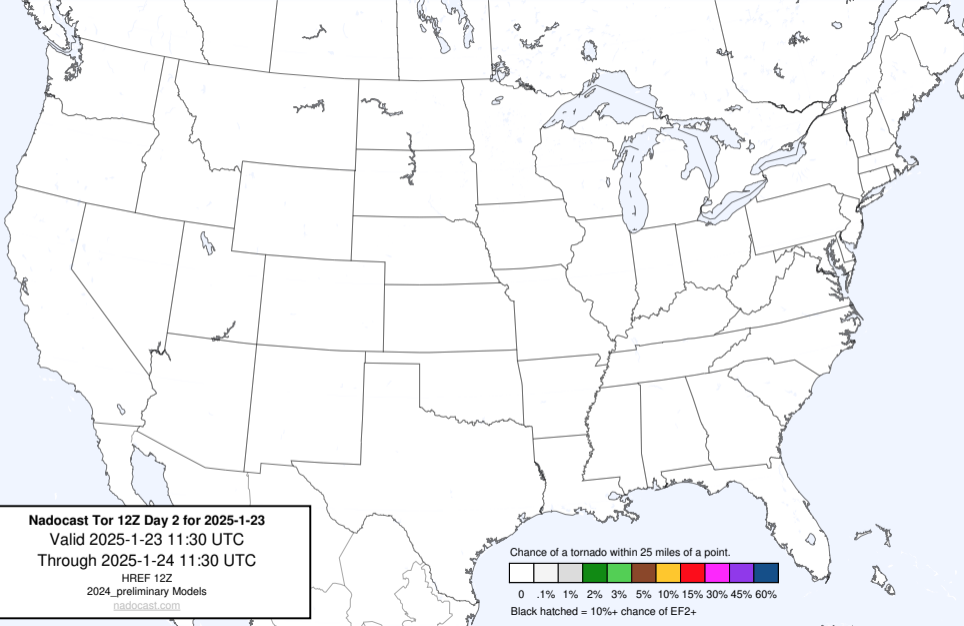 Nadocast Tor 12Z Day 2 for 2025-1-23
Valid 2025-1-23 11:30 UTC
Through 2025-1-24 11:30 UTC
HREF 12Z
2024_preliminary Models
nadocast.com
Chance of a tornado within 25 miles of a point.
0 .1% 1% 2% 3% 5% 10% 15% 30% 45% 60%
Black hatched = 10%+ chance of EF2+